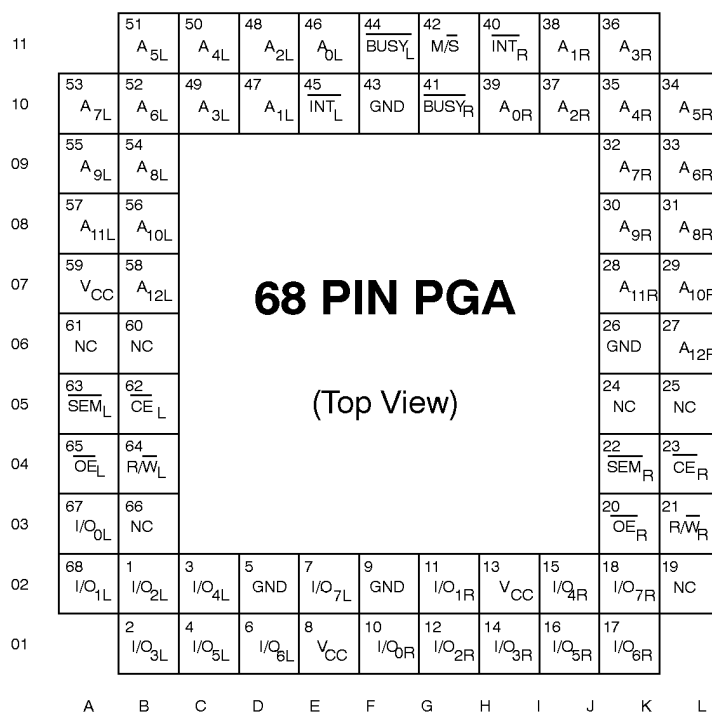 11 51 A5L 50 A4L 48 A2L 46 A0L 44 BUSYL 42 M/S 40 INTR 38 A1R 36 A3R
10 53 A7L 52 A6L 49 A3L 47 A1L 45 INTL 43 GND 41 BUSYR 39 A0R 37 A2R 35 A4R 34 A5R
09 55 A9L 54 A8L 32 A7R 33 A6R
08 57 A11L 56 A10L 30 A9R 31 A8R
07 59 VCC 58 A12L 28 A11R 29 A10R
68 PIN PGA
06 61 NC 60 NC 26 GND 27 A12R
05 63 SEML 62 CEL 24 NC 25 NC
(Top View)
04 65 OEL 64 R/WL 22 SEMR 23 CER
03 67 I/O0L 66 NC 20 OER 21 R/WR
02 68 I/O1L 1 I/O2L 3 I/O4L 5 GND 7 I/O7L 9 GND 11 I/O1R 13 VCC 15 I/O4R 18 I/O7R 19 NC
01 2 I/O3L 4 I/O5L 6 I/O6L 8 VCC 10 I/O0R 12 I/O2R 14 I/O3R 16 I/O5R 17 I/O6R
A B C D E F G H I J K L